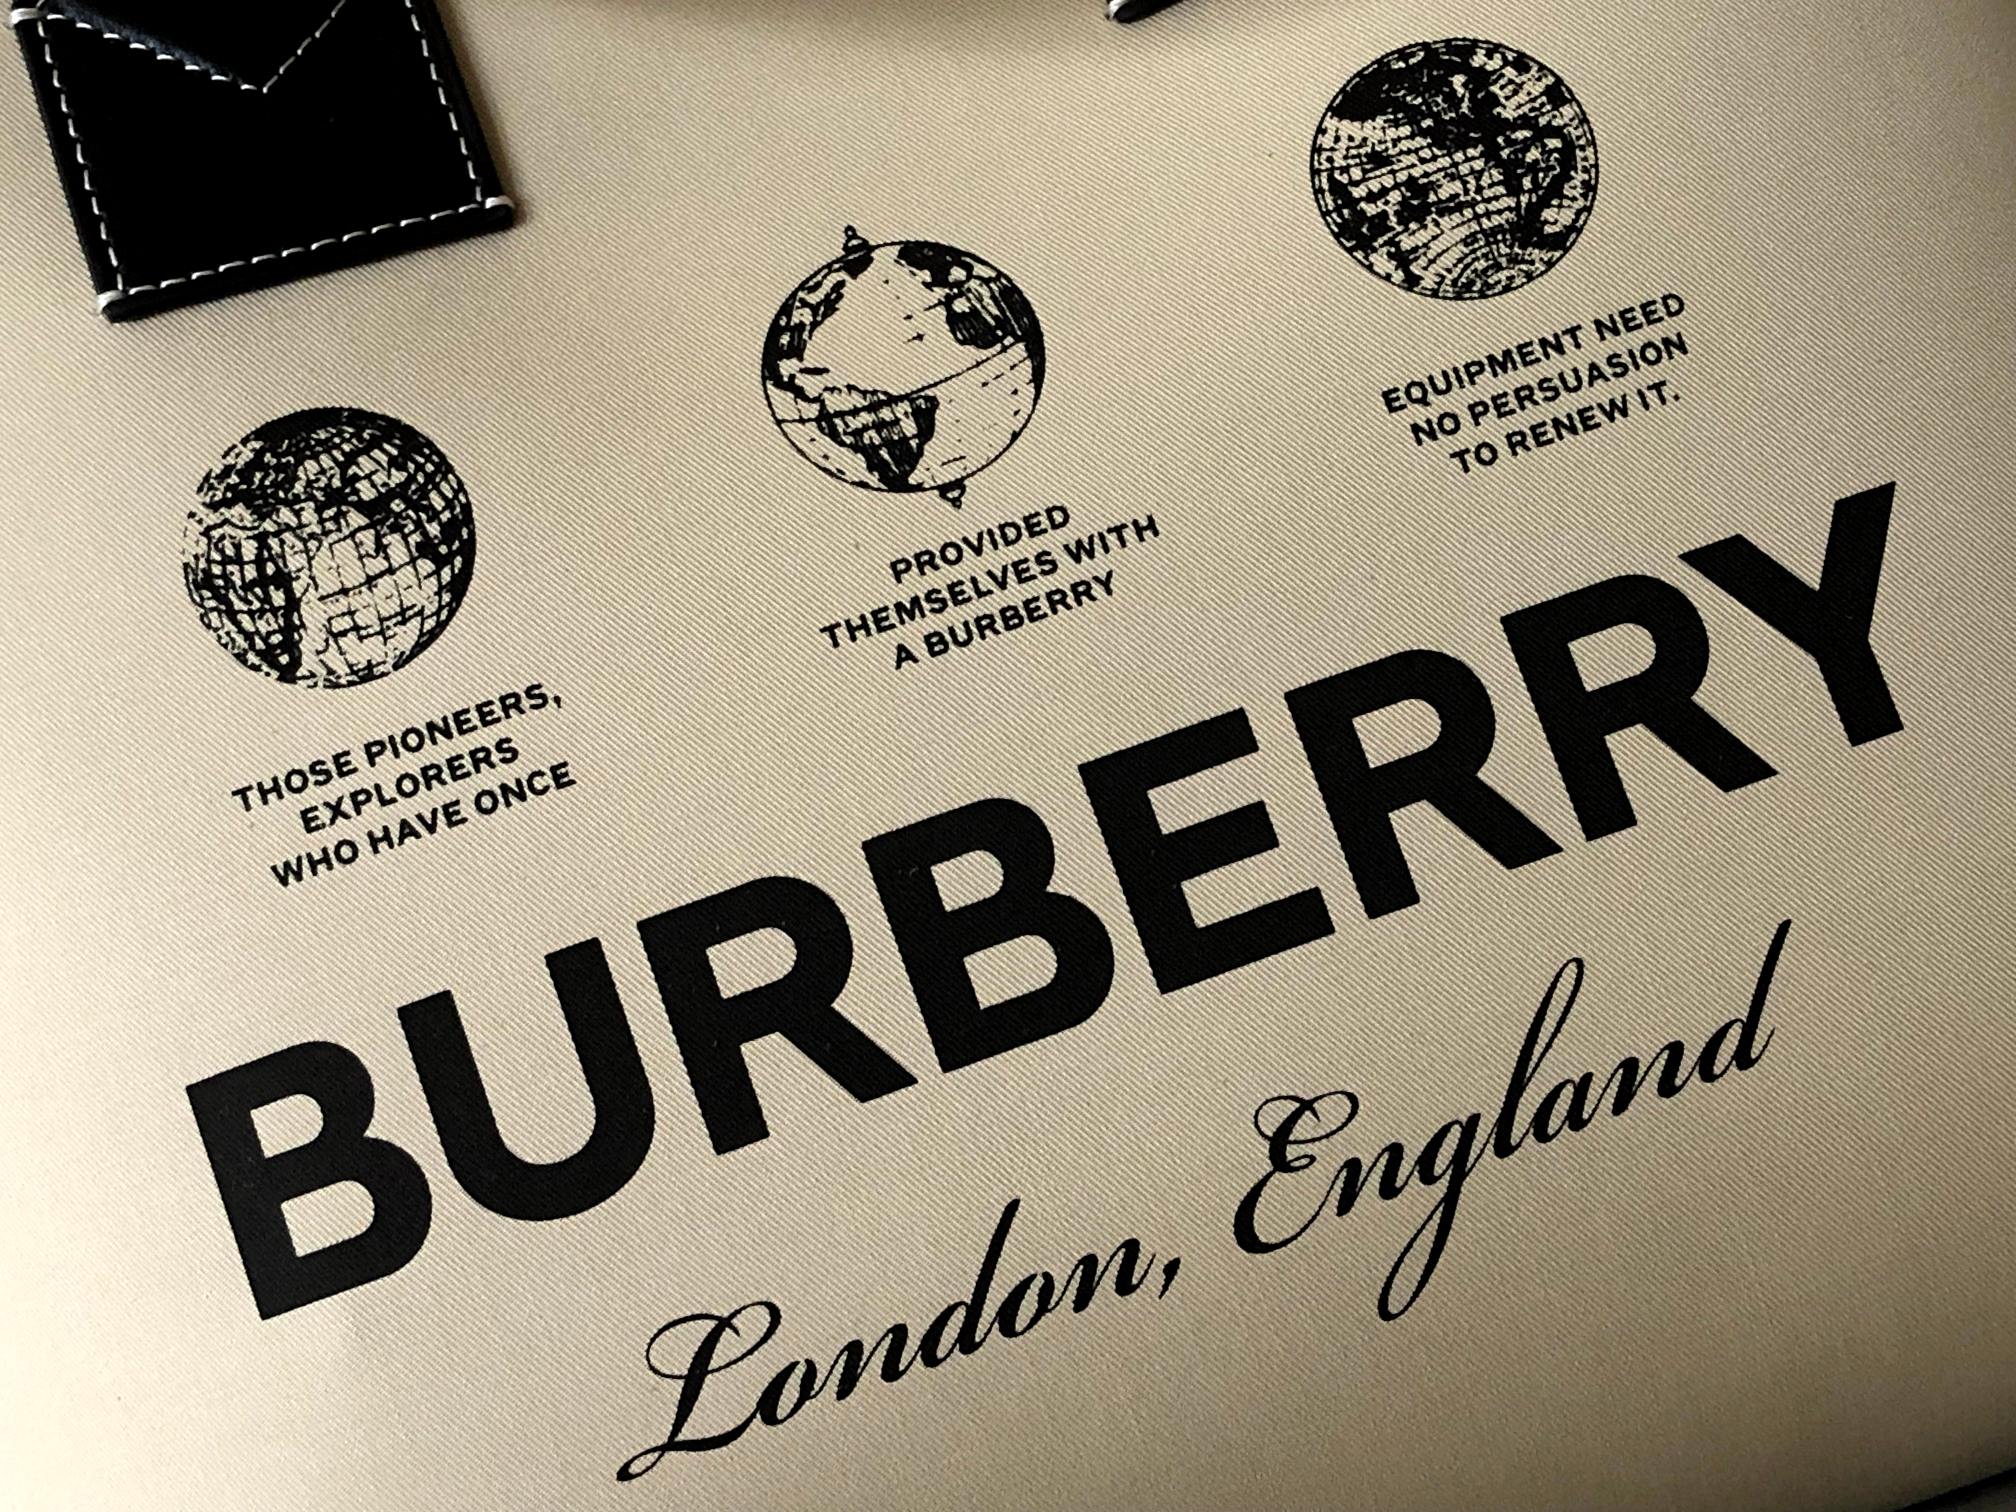 THOSE PIONEERS,
EXPLORERS
WHO HAVE ONCE
PROVIDED
THEMSELVES WITH
A BURBERRY
EQUIPMENT NEED
NO PERSUASION
TO RENEW IT.
BURBERRY
London, England